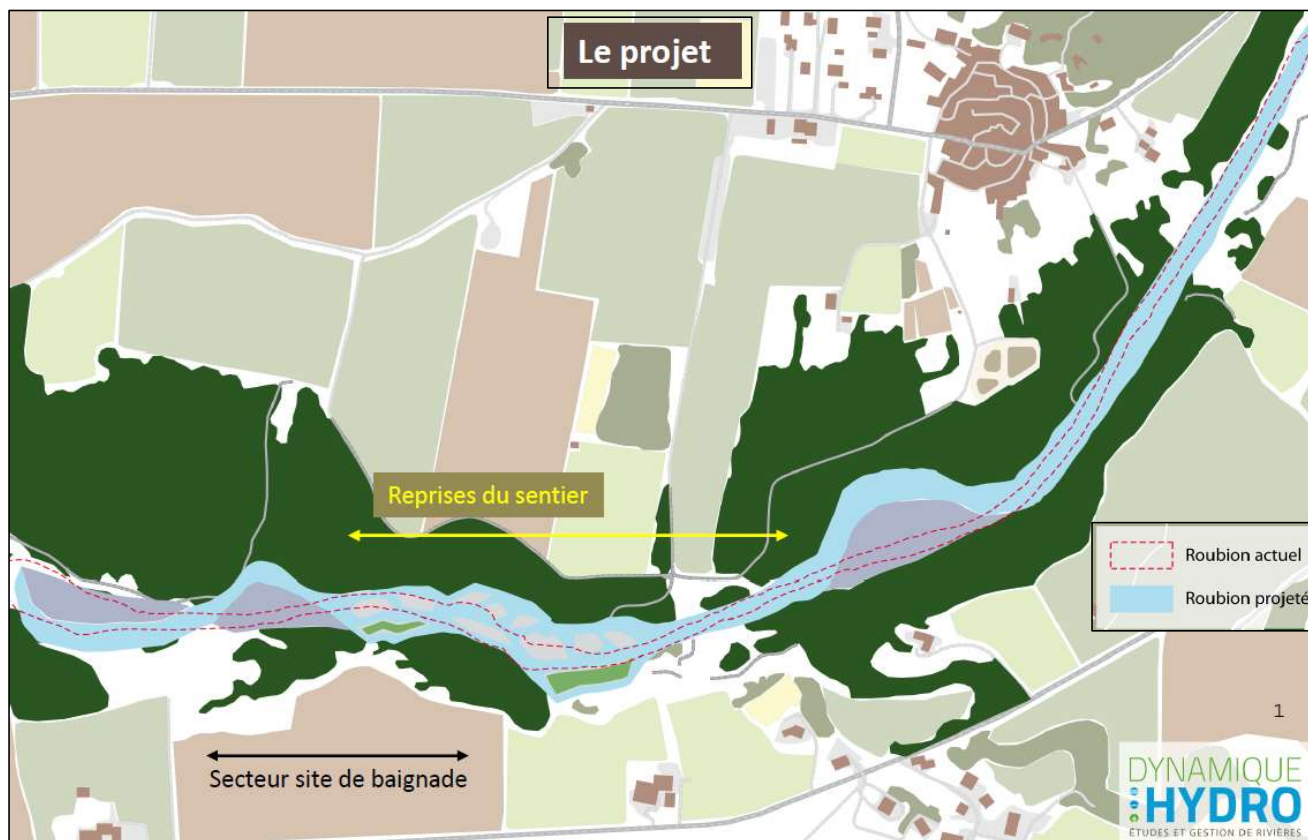 Le projet
Reprises du sentier
Roubion actuel
Roubion projeté
Secteur site de baignade
1
DYNAMIQUE
HYDRO
ÉTUDES ET GESTION DE RIVIÈRES